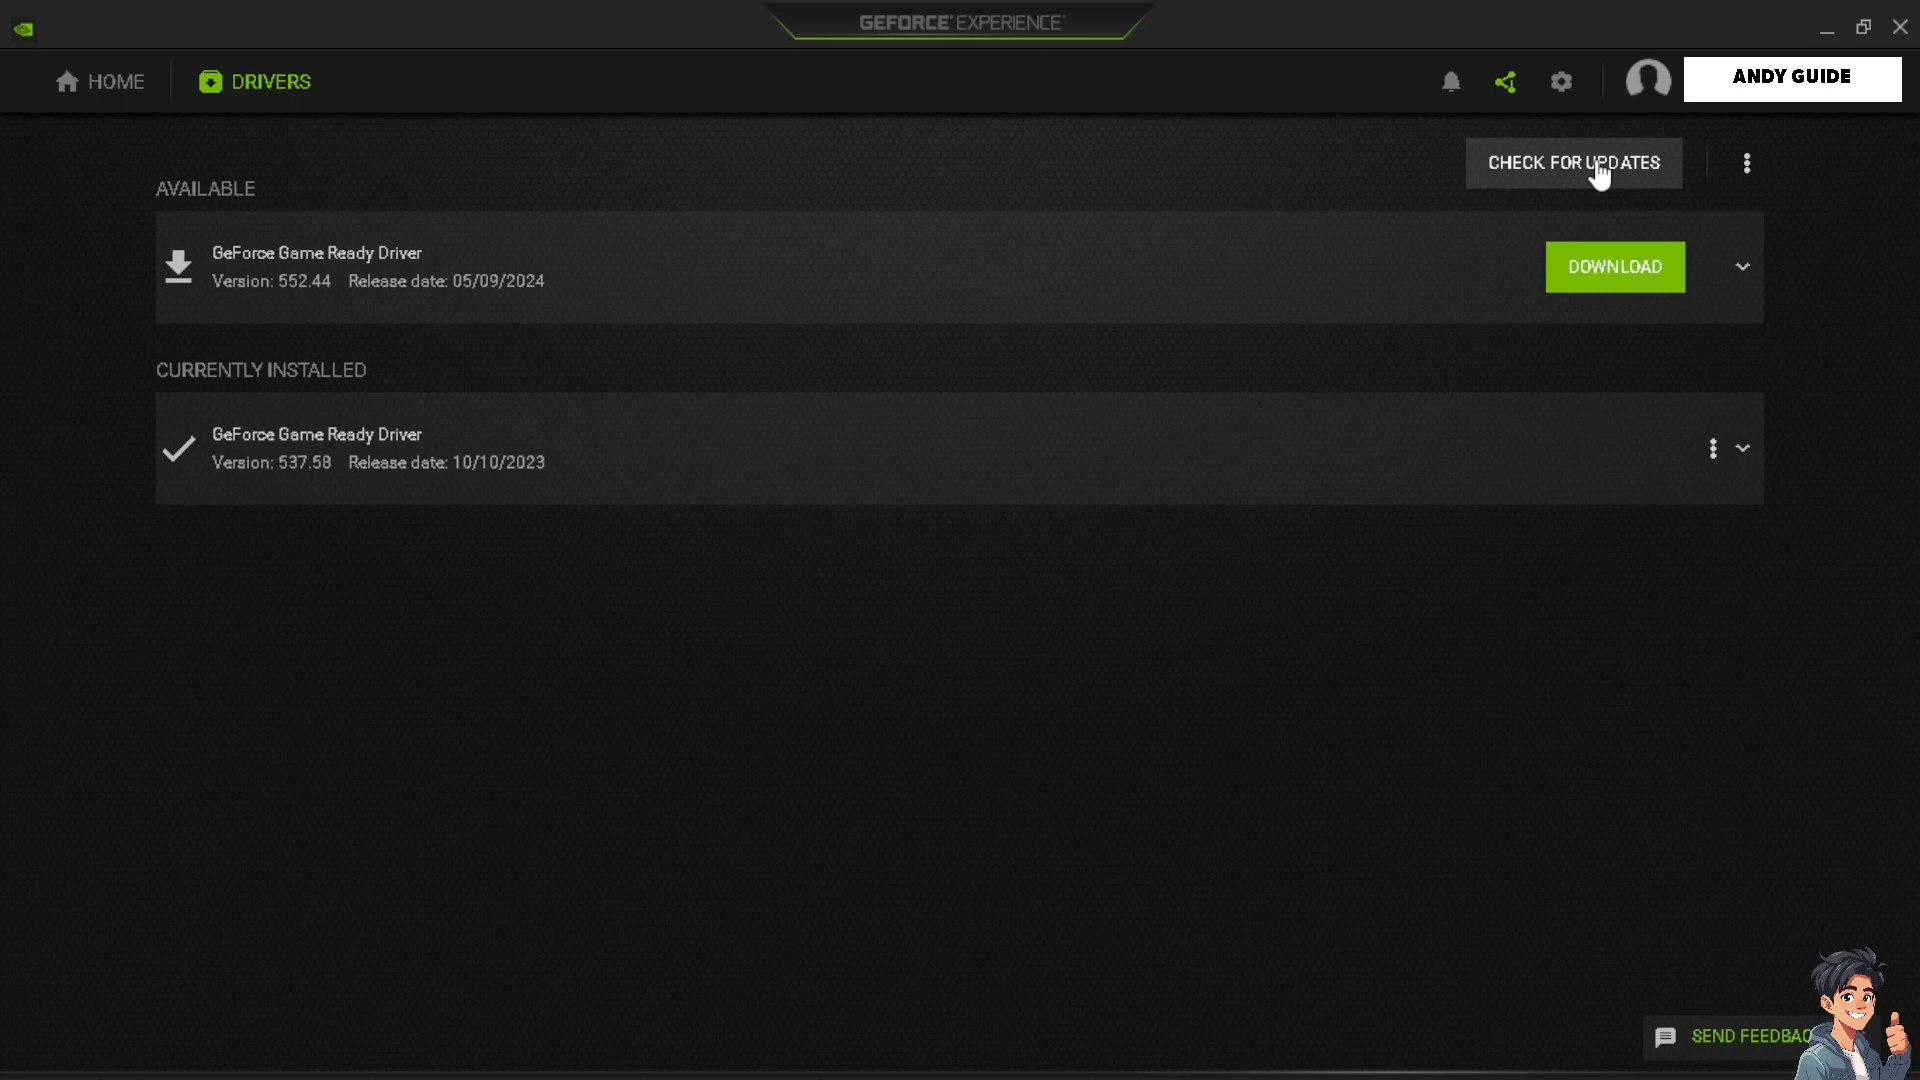 GEFORCE EXPERIENCE
HOME
DRIVERS
ANDY GUIDE
CHECK FOR UPDATES
AVAILABLE
GeForce Game Ready Driver
Version: 552.44 Release date: 05/09/2024
DOWNLOAD
CURRENTLY INSTALLED
GeForce Game Ready Driver
Version: 537.58 Release date: 10/10/2023
SEND FEEDBAC